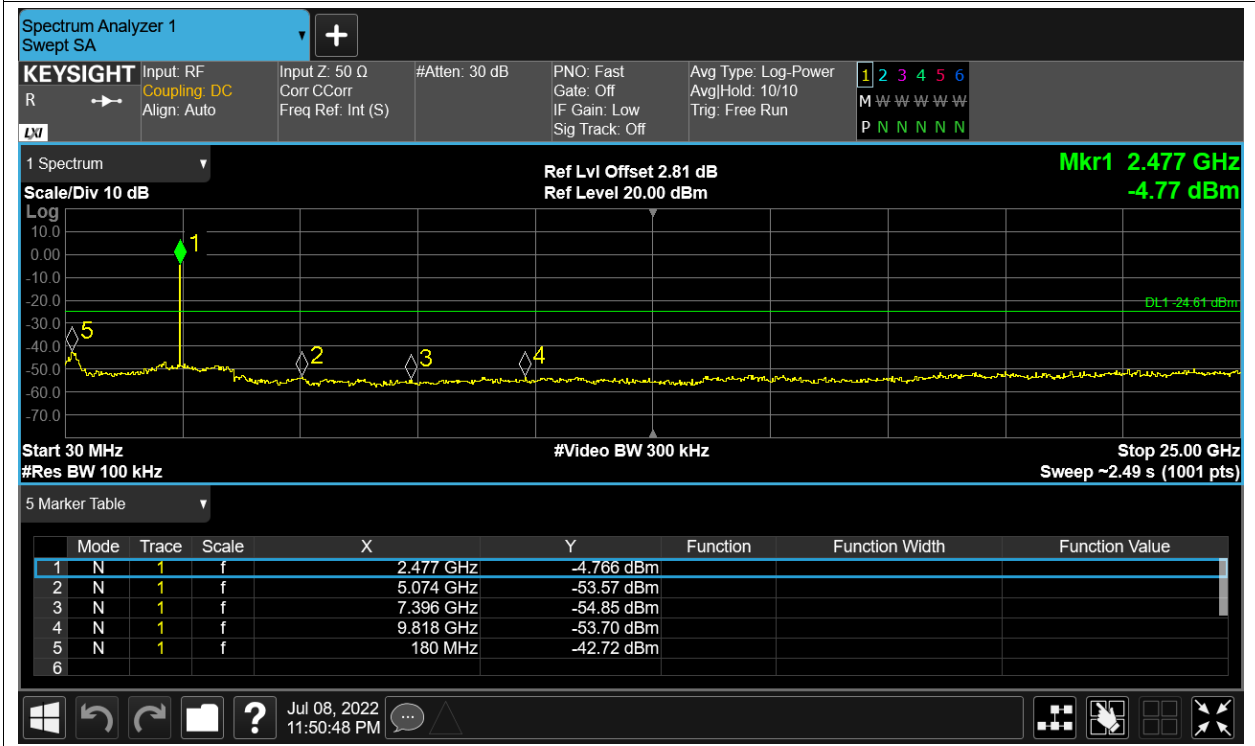 Spectrum Analyzer 1
Swept SA
+
KEYSIGHT
R
LXI
Input: RF
Coupling: DC
Align: Auto
Input Z: 50 Ω
Corr CCorr
Freq Ref: Int (S)
#Atten: 30 dB
PNO: Fast
Gate: Off
IF Gain: Low
Sig Track: Off
Avg Type: Log-Power
Avg|Hold: 10/10
Trig: Free Run
1 2 3 4 5 6
M W W W W W
P N N N N N
1 Spectrum
Scale/Div 10 dB
Ref Lvl Offset 2.81 dB
Ref Level 20.00 dBm
Mkr1 2.477 GHz
-4.77 dBm
Log
10.0
0.00
-10.0
-20.0
-30.0
-40.0
-50.0
-60.0
-70.0
1
DL1 -24.61 dBm
5
2
3
4
Start 30 MHz
#Video BW 300 kHz
Stop 25.00 GHz
#Res BW 100 kHz
Sweep ~2.49 s (1001 pts)
5 Marker Table
Mode Trace Scale X Y Function Function Width Function Value
1 N 1 f 2.477 GHz -4.766 dBm
2 N 1 f 5.074 GHz -53.57 dBm
3 N 1 f 7.396 GHz -54.85 dBm
4 N 1 f 9.818 GHz -53.70 dBm
5 N 1 f 180 MHz -42.72 dBm
6
?
Jul 08, 2022
11:50:48 PM